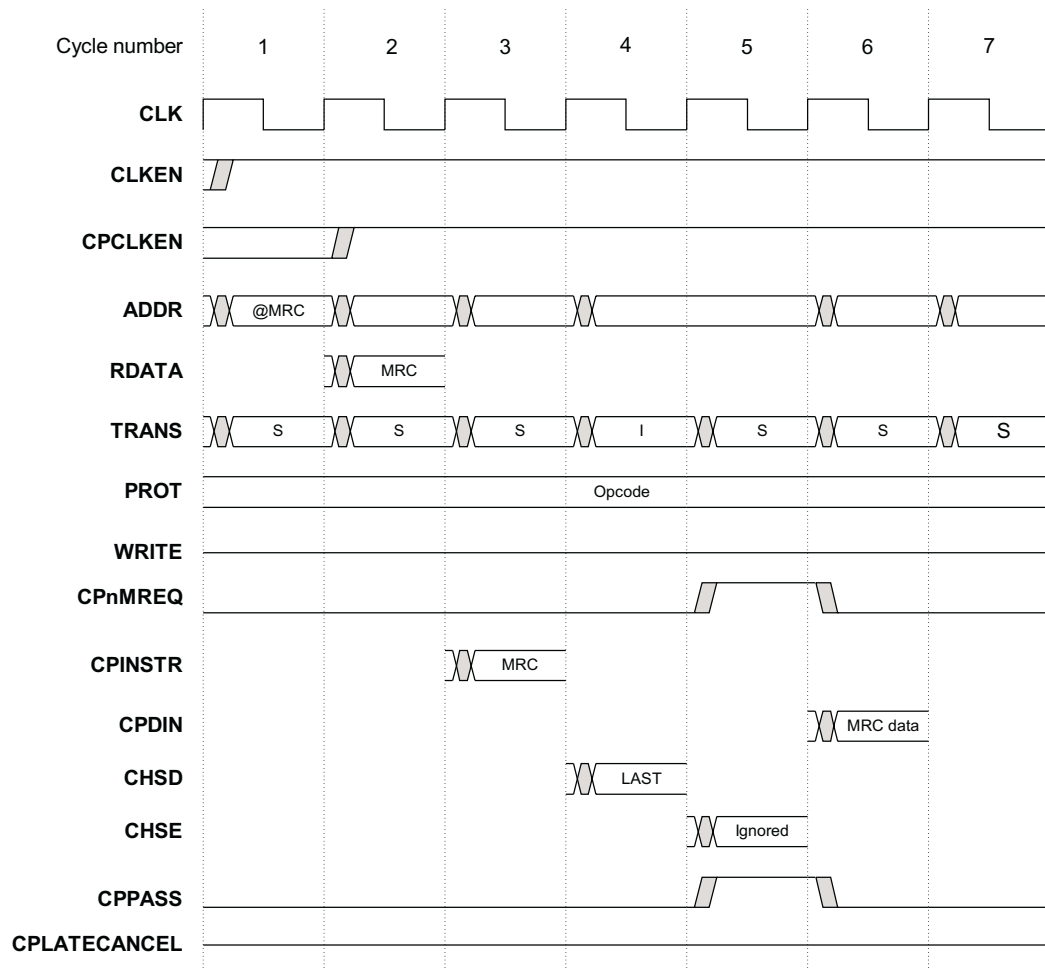 Cycle number 1 2 3 4 5 6 7
CLK
CLKEN
CPCLKEN
ADDR @MRC
RDATA MRC
TRANS S S S I S S S
PROT Opcode
WRITE
CPnMREQ
CPINSTR MRC
CPDIN MRC data
CHSD LAST
CHSE Ignored
CPPASS
CPLATECANCEL